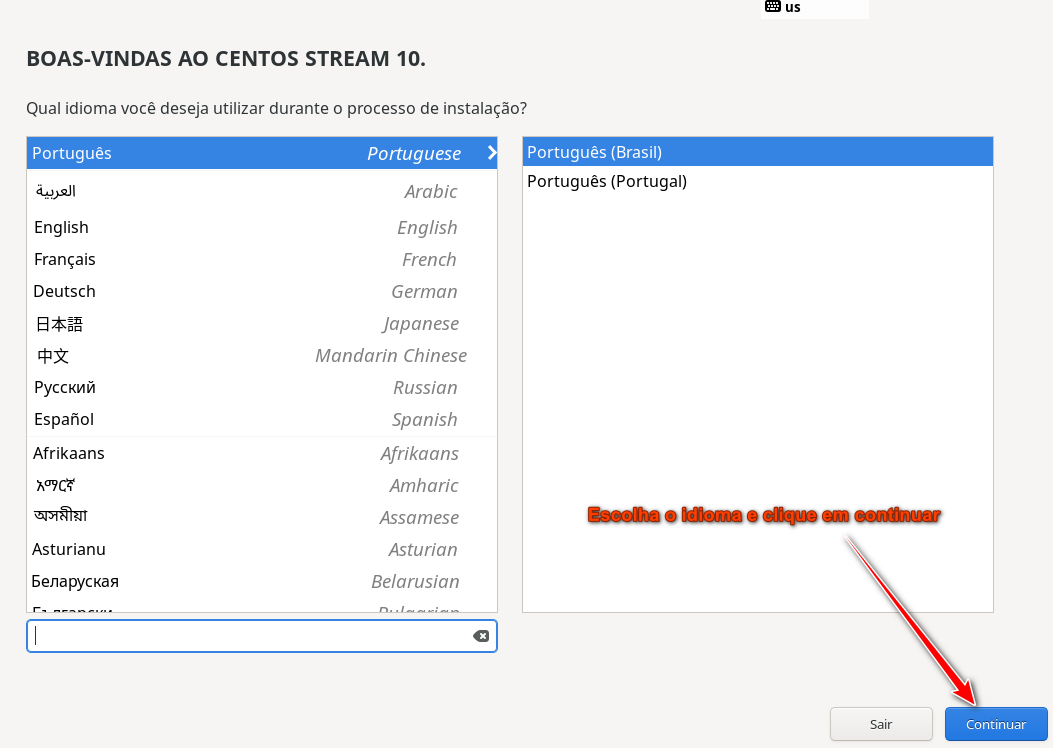 us
BOAS-VINDAS AO CENTOS STREAM 10.
Qual idioma você deseja utilizar durante o processo de instalação?
Português Portuguese
العربية Arabic
English English
Français French
Deutsch German
日本語 Japanese
中文 Mandarin Chinese
Русский Russian
Español Spanish
Afrikaans Afrikaans
አማርኛ Amharic
অসমীয়া Assamese
Asturianu Asturian
Беларуская Belarusian
Български Bulgarian
Português (Brasil)
Português (Portugal)
Escolha o idioma e clique em continuar
Sair
Continuar